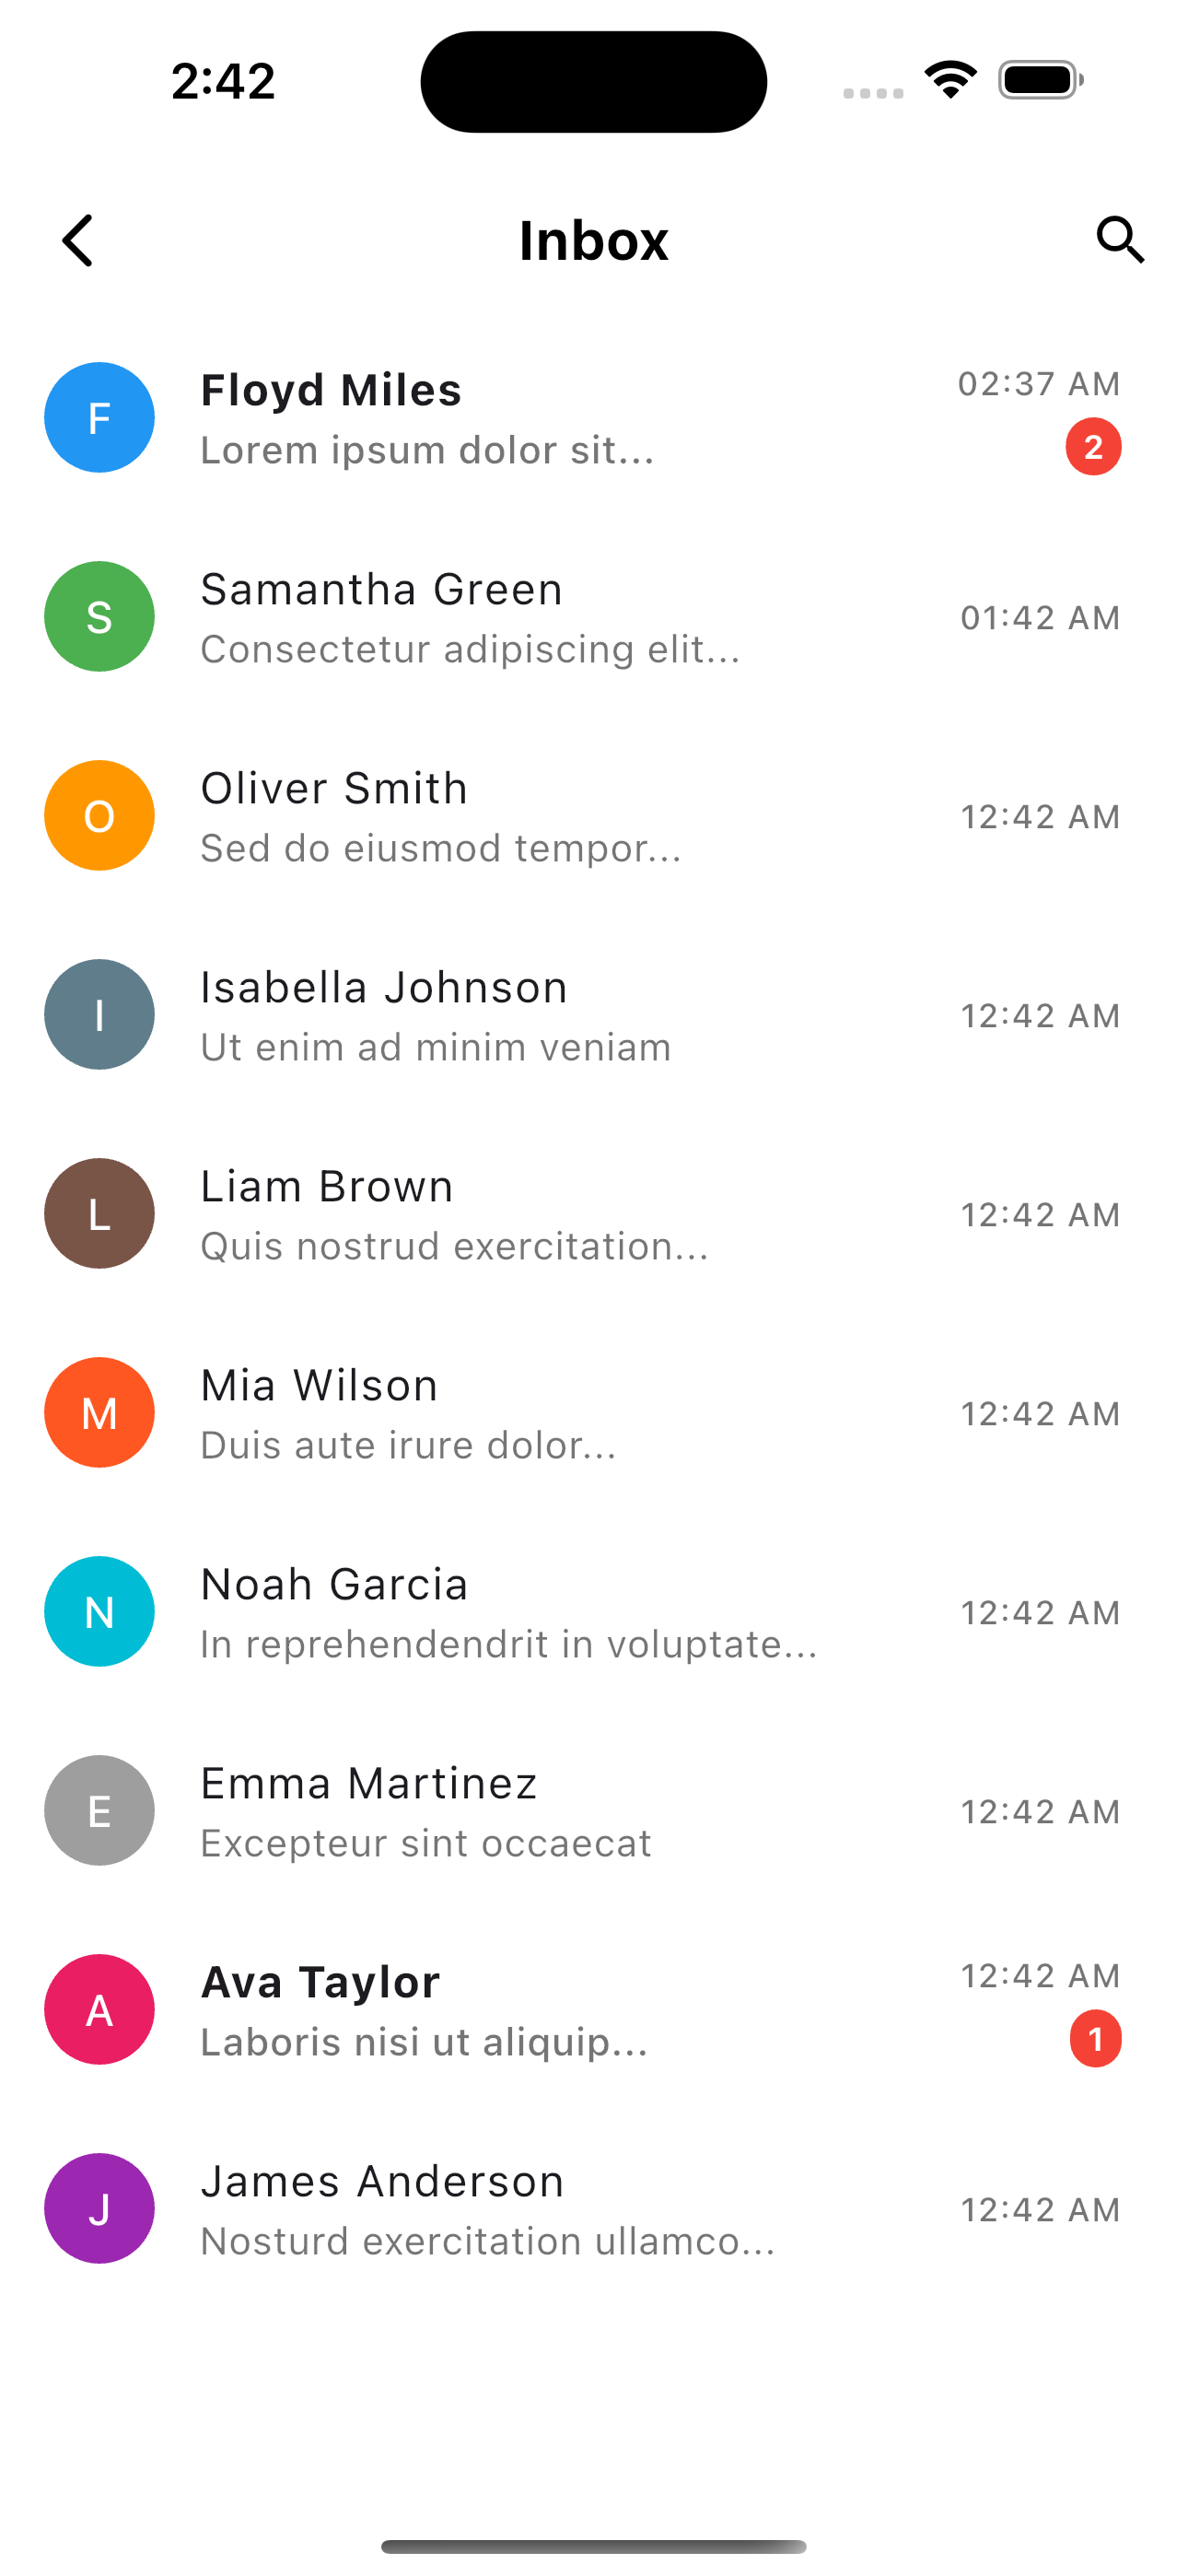 2:42
Inbox
F
Floyd Miles
02:37 AM
Lorem ipsum dolor sit...
2
S
Samantha Green
Consectetur adipiscing elit...
01:42 AM
O
Oliver Smith
Sed do eiusmod tempor...
12:42 AM
I
Isabella Johnson
Ut enim ad minim veniam
12:42 AM
L
Liam Brown
Quis nostrud exercitation...
12:42 AM
M
Mia Wilson
Duis aute irure dolor...
12:42 AM
N
Noah Garcia
In reprehendendrit in voluptate...
12:42 AM
E
Emma Martinez
Excepteur sint occaecat
12:42 AM
A
Ava Taylor
12:42 AM
Laboris nisi ut aliquip...
1
J
James Anderson
Nosturd exercitation ullamco...
12:42 AM